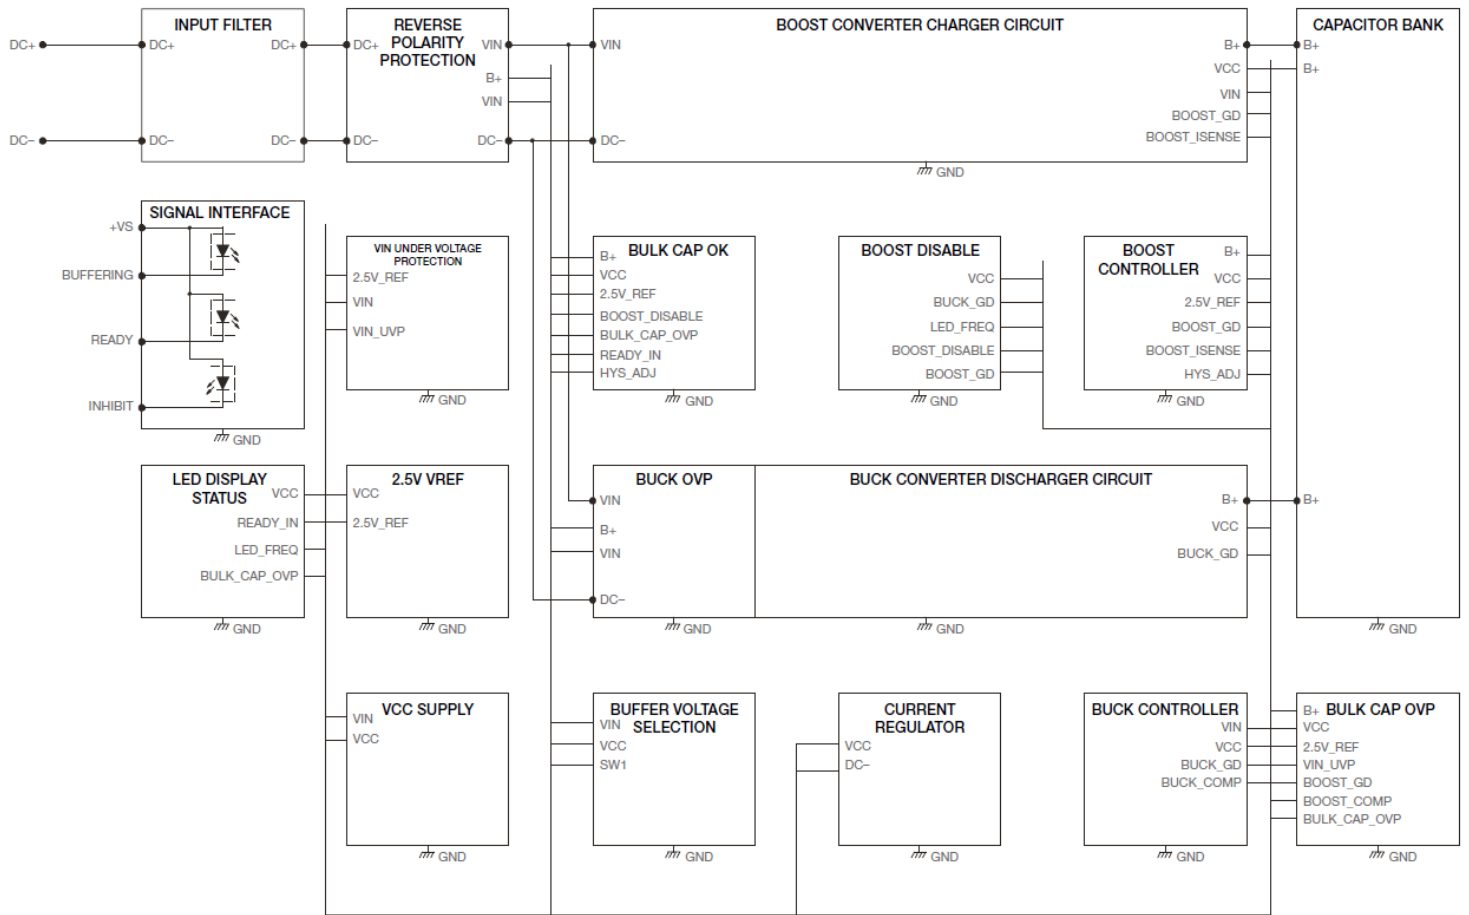 INPUT FILTER
DC+
DC+
DC+
DC−
DC−
DC−
REVERSE
POLARITY
PROTECTION
DC+
VIN
B+
VIN
DC−
DC−
BOOST CONVERTER CHARGER CIRCUIT
VIN
B+
VCC
VIN
BOOST_GD
BOOST_ISENSE
DC−
GND
CAPACITOR BANK
B+
B+
B+
GND
SIGNAL INTERFACE
+VS
BUFFERING
READY
INHIBIT
GND
VIN UNDER VOLTAGE
PROTECTION
2.5V_REF
VIN
VIN_UVP
GND
BULK CAP OK
B+
VCC
2.5V_REF
BOOST_DISABLE
BULK_CAP_OVP
READY_IN
HYS_ADJ
GND
BOOST DISABLE
VCC
BUCK_GD
LED_FREQ
BOOST_DISABLE
BOOST_GD
GND
BOOST
CONTROLLER
B+
VCC
2.5V_REF
BOOST_GD
BOOST_ISENSE
HYS_ADJ
GND
LED DISPLAY
STATUS
VCC
READY_IN
LED_FREQ
BULK_CAP_OVP
GND
2.5V VREF
VCC
2.5V_REF
GND
BUCK OVP
VIN
B+
VIN
DC−
GND
BUCK CONVERTER DISCHARGER CIRCUIT
B+
VCC
BUCK_GD
GND
VCC SUPPLY
VIN
VCC
GND
BUFFER VOLTAGE
SELECTION
VIN
VCC
SW1
GND
CURRENT
REGULATOR
VCC
DC−
GND
BUCK CONTROLLER
VIN
VCC
BUCK_GD
BUCK_COMP
GND
BULK CAP OVP
B+
VCC
2.5V_REF
VIN_UVP
BOOST_GD
BOOST_COMP
BULK_CAP_OVP
GND